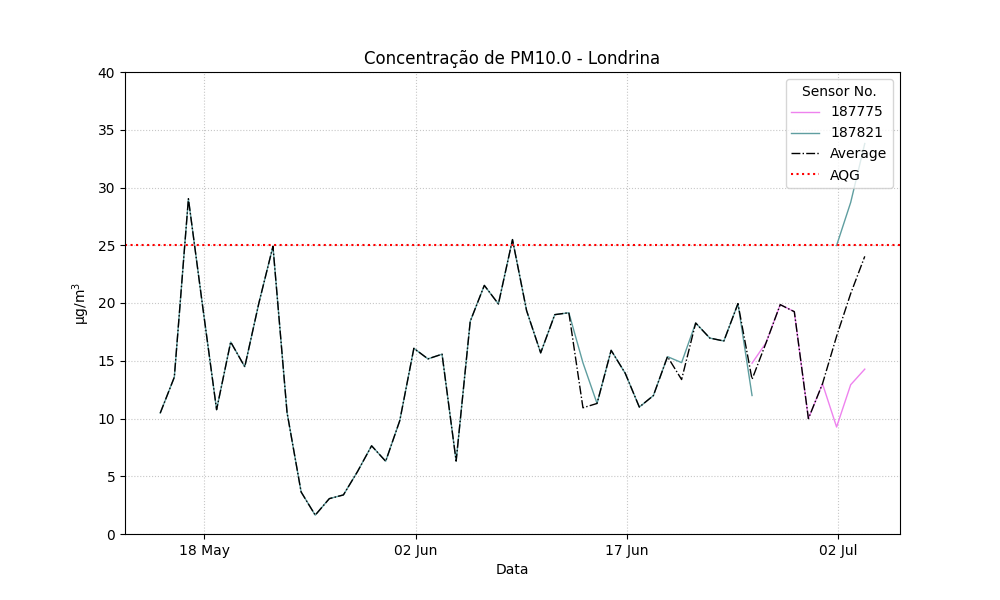 Concentração de PM10.0 - Londrina
Sensor No.
187775
187821
Average
AQG
40
35
30
25
20
15
10
5
0
µg/m³
18 May
02 Jun
17 Jun
02 Jul
Data